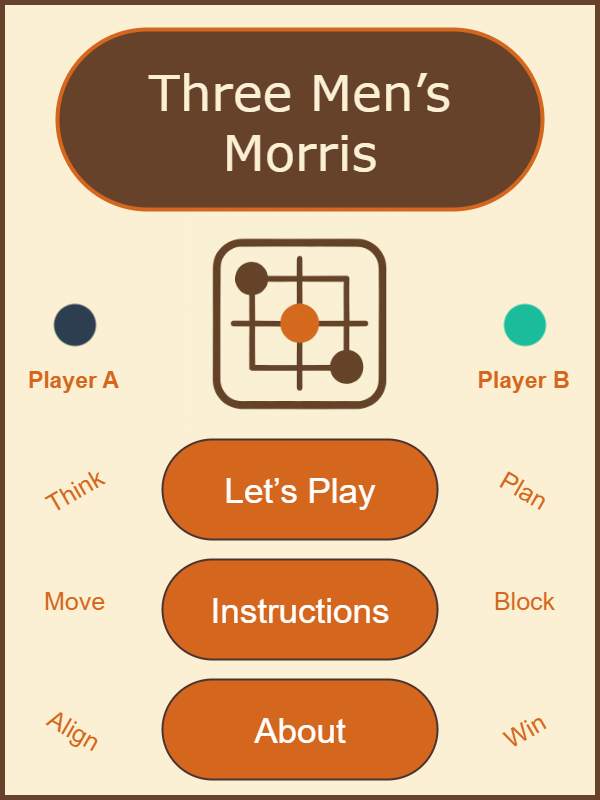 Three Men’s
Morris
Player A
Player B
Think
Let’s Play
Plan
Move
Instructions
Block
Align
About
Win